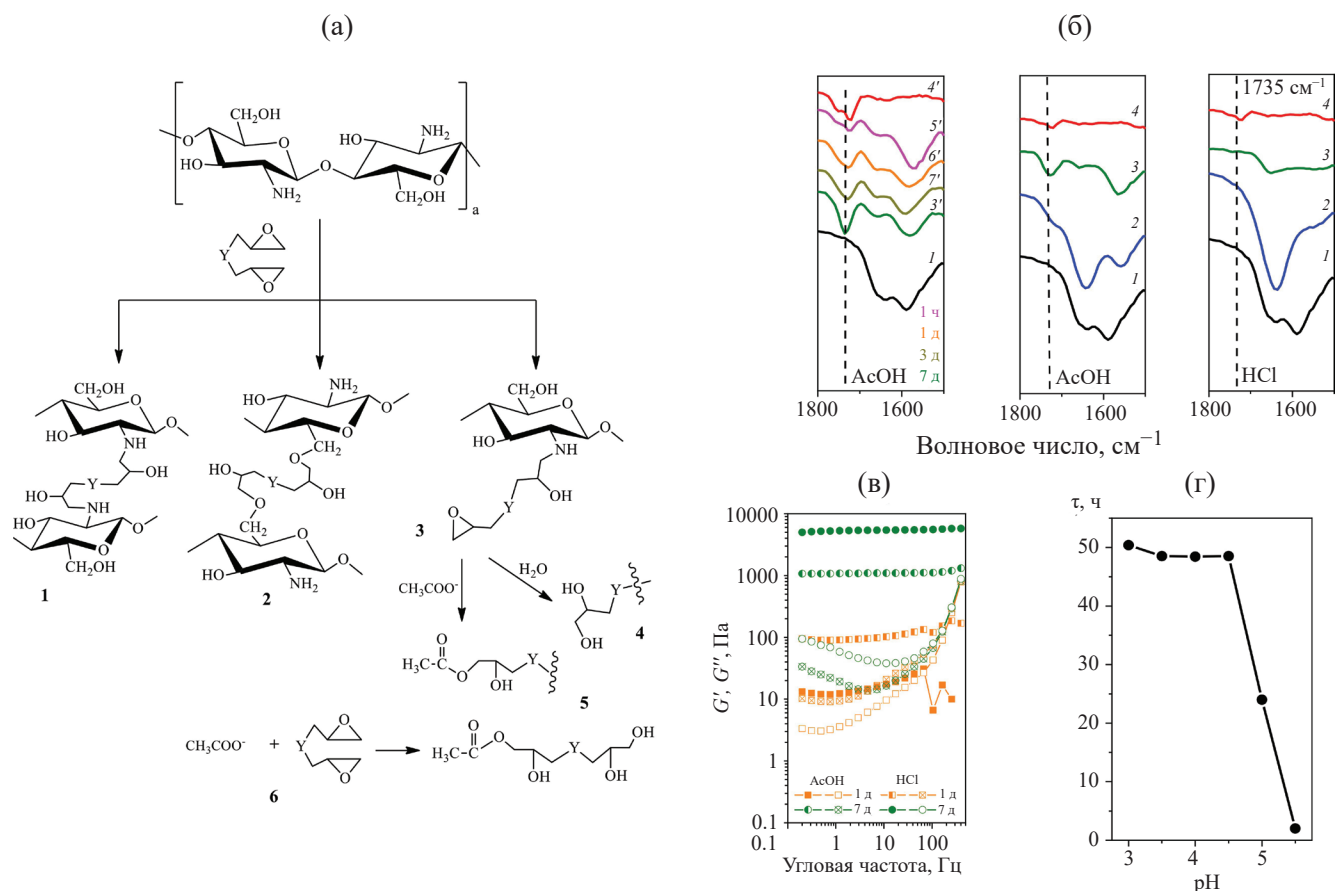 (а)
CH₂OH
O
HO
NH₂
O
HO
NH₂
O
CH₂OH
O
a
Y
O
O
CH₂OH
O
HO
O
NH
OH
Y
HO
NH
HO
O
O
CH₂OH
1
NH₂
HO
O
O
CH₂
O
HO
Y
OH
O
CH₂
O
O
HO
NH₂
2
CH₂OH
O
HO
O
NH
OH
Y
O
3
CH₃COO⁻
H₂O
HO
Y
OH
4
O
H₃C
C
O
Y
OH
5
CH₃COO⁻
+
Y
O
O
6
O
H₃C
C
O
Y
OH
OH
OH
(б)
4′
5′
6′
7′
3′
1
1 ч
1 д
3 д
7 д
AcOH
1800
1600
4
3
2
1
AcOH
1800
1600
1735 см⁻¹
4
3
2
1
HCl
1800
1600
Волновое число, см⁻¹
(в)
G′, G″, Па
10000
1000
100
10
1
0.1
AcOH
HCl
1 д
1 д
7 д
7 д
1
10
100
Угловая частота, Гц
(г)
τ, ч
50
40
30
20
10
0
3
4
5
pH